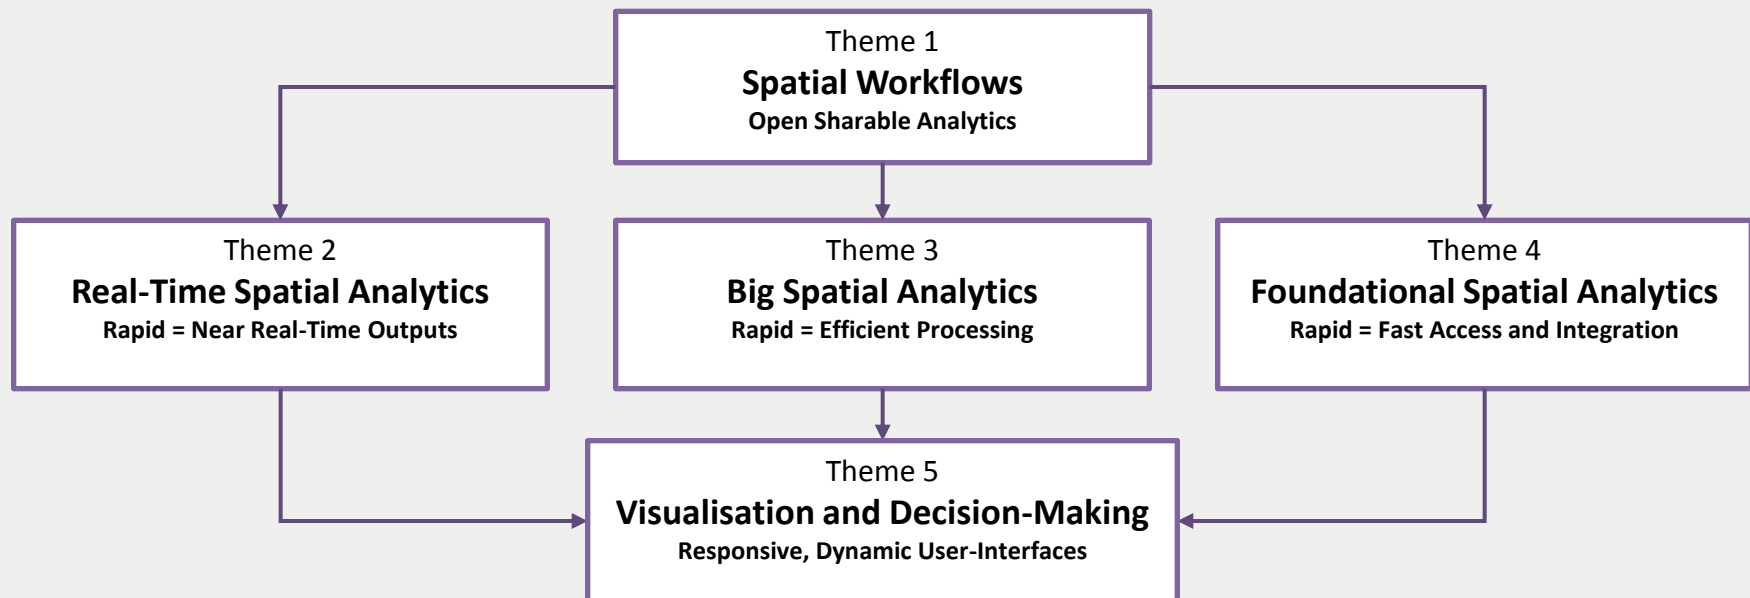 Theme 1
Spatial Workflows
Open Sharable Analytics
Theme 2
Real-Time Spatial Analytics
Rapid = Near Real-Time Outputs
Theme 3
Big Spatial Analytics
Rapid = Efficient Processing
Theme 4
Foundational Spatial Analytics
Rapid = Fast Access and Integration
Theme 5
Visualisation and Decision-Making
Responsive, Dynamic User-Interfaces